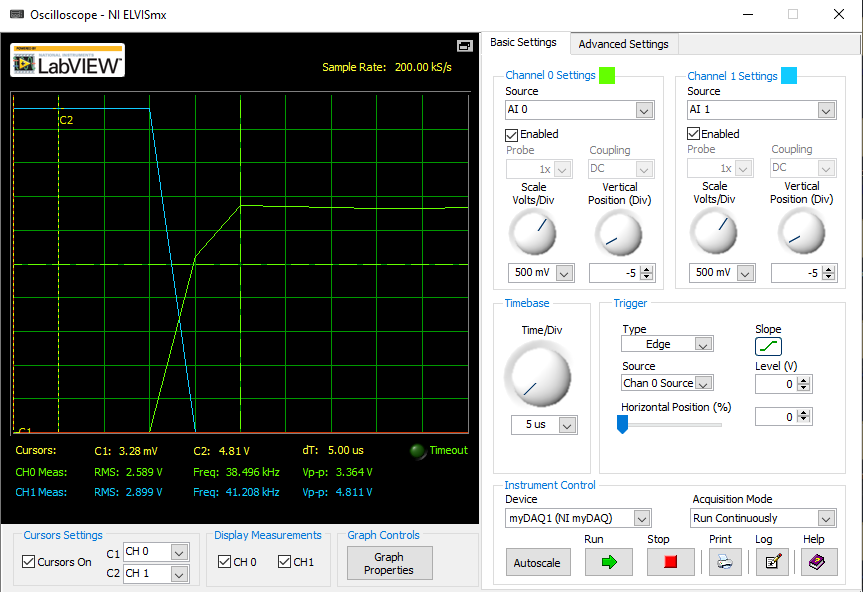 Oscilloscope - NI ELVISmx
POWERED BY
NATIONAL INSTRUMENTS
LabVIEW™
Sample Rate: 200.00 kS/s
C2
C1
Cursors: C1: 3.28 mV C2: 4.81 V dT: 5.00 us Timeout
CH0 Meas: RMS: 2.589 V Freq: 38.496 kHz Vp-p: 3.364 V
CH1 Meas: RMS: 2.899 V Freq: 41.208 kHz Vp-p: 4.811 V
Cursors Settings
Cursors On
C1 CH 0
C2 CH 1
Display Measurements
CH 0 CH1
Graph Controls
Graph
Properties
Basic Settings Advanced Settings
Channel 0 Settings
Source
AI 0
Enabled
Probe Coupling
1x DC
Scale Vertical
Volts/Div Position (Div)
500 mV -5
Channel 1 Settings
Source
AI 1
Enabled
Probe Coupling
1x DC
Scale Vertical
Volts/Div Position (Div)
500 mV -5
Timebase
Time/Div
5 us
Trigger
Type Slope
Edge
Source Level (V)
Chan 0 Source 0
Horizontal Position (%)
0
Instrument Control
Device Acquisition Mode
myDAQ1 (NI myDAQ) Run Continuously
Run Stop Print Log Help
Autoscale